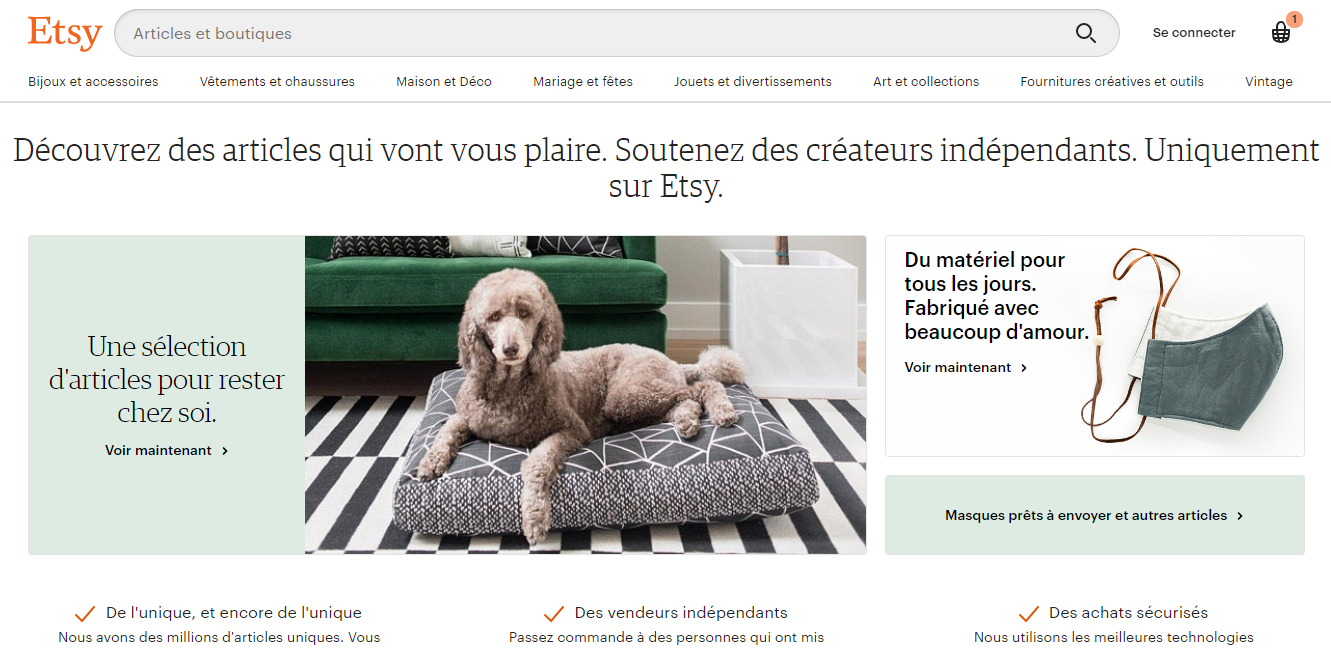 Etsy
Articles et boutiques
Se connecter
1
Bijoux et accessoires
Vêtements et chaussures
Maison et Déco
Mariage et fêtes
Jouets et divertissements
Art et collections
Fournitures créatives et outils
Vintage
Découvrez des articles qui vont vous plaire. Soutenez des créateurs indépendants. Uniquement
sur Etsy.
Une sélection
d'articles pour rester
chez soi.
Voir maintenant
Du matériel pour
tous les jours.
Fabriqué avec
beaucoup d'amour.
Voir maintenant
Masques prêts à envoyer et autres articles
De l'unique, et encore de l'unique
Nous avons des millions d'articles uniques. Vous
Des vendeurs indépendants
Passez commande à des personnes qui ont mis
Des achats sécurisés
Nous utilisons les meilleures technologies